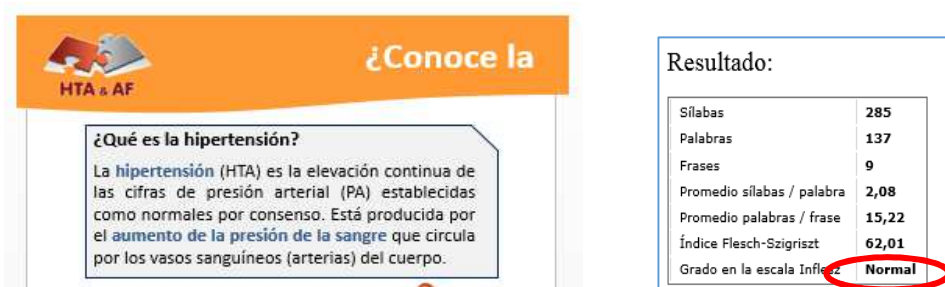 ¿Conoce la
HTA & AF
¿Qué es la hipertensión?
La hipertensión (HTA) es la elevación continua de
las cifras de presión arterial (PA) establecidas
como normales por consenso. Está producida por
el aumento de la presión de la sangre que circula
por los vasos sanguíneos (arterias) del cuerpo.
Resultado:
Sílabas 285
Palabras 137
Frases 9
Promedio sílabas / palabra 2,08
Promedio palabras / frase 15,22
Índice Flesch-Szigriszt 62,01
Grado en la escala Inflesz Normal